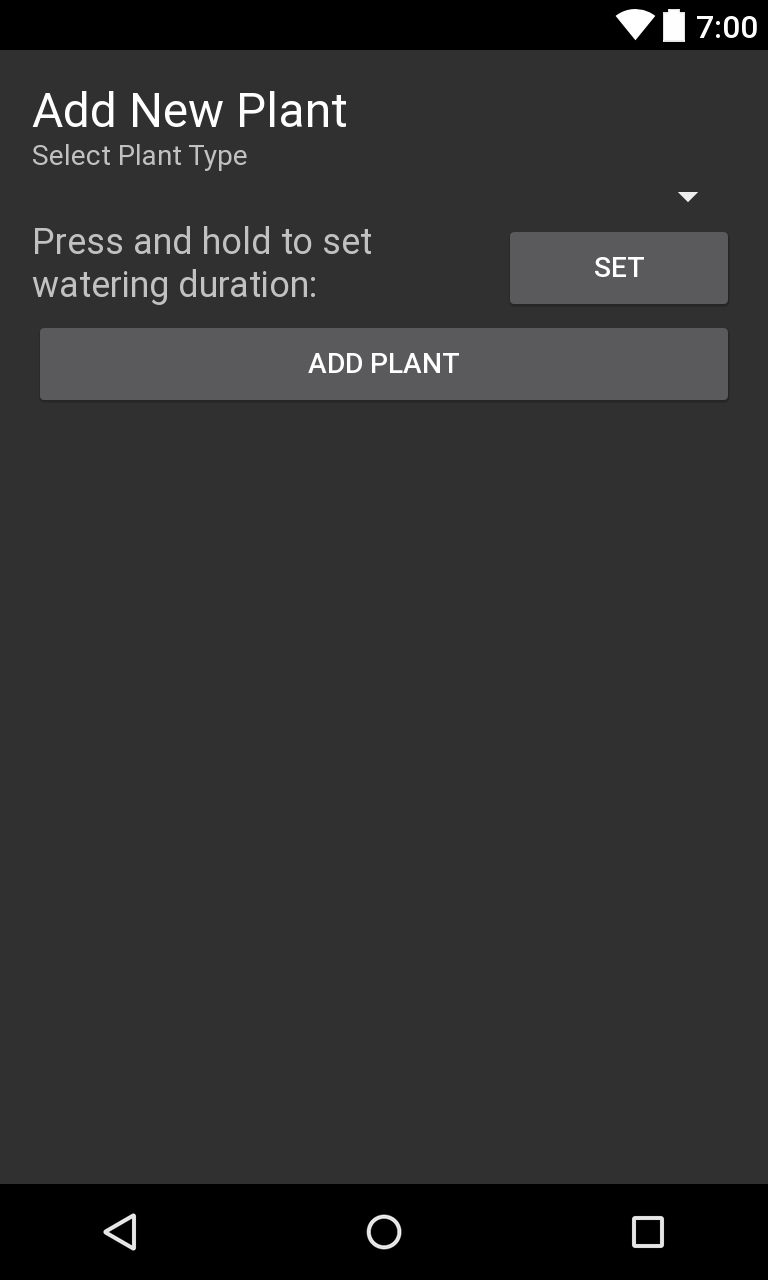 7:00
Add New Plant
Select Plant Type
Press and hold to set
watering duration:
SET
ADD PLANT